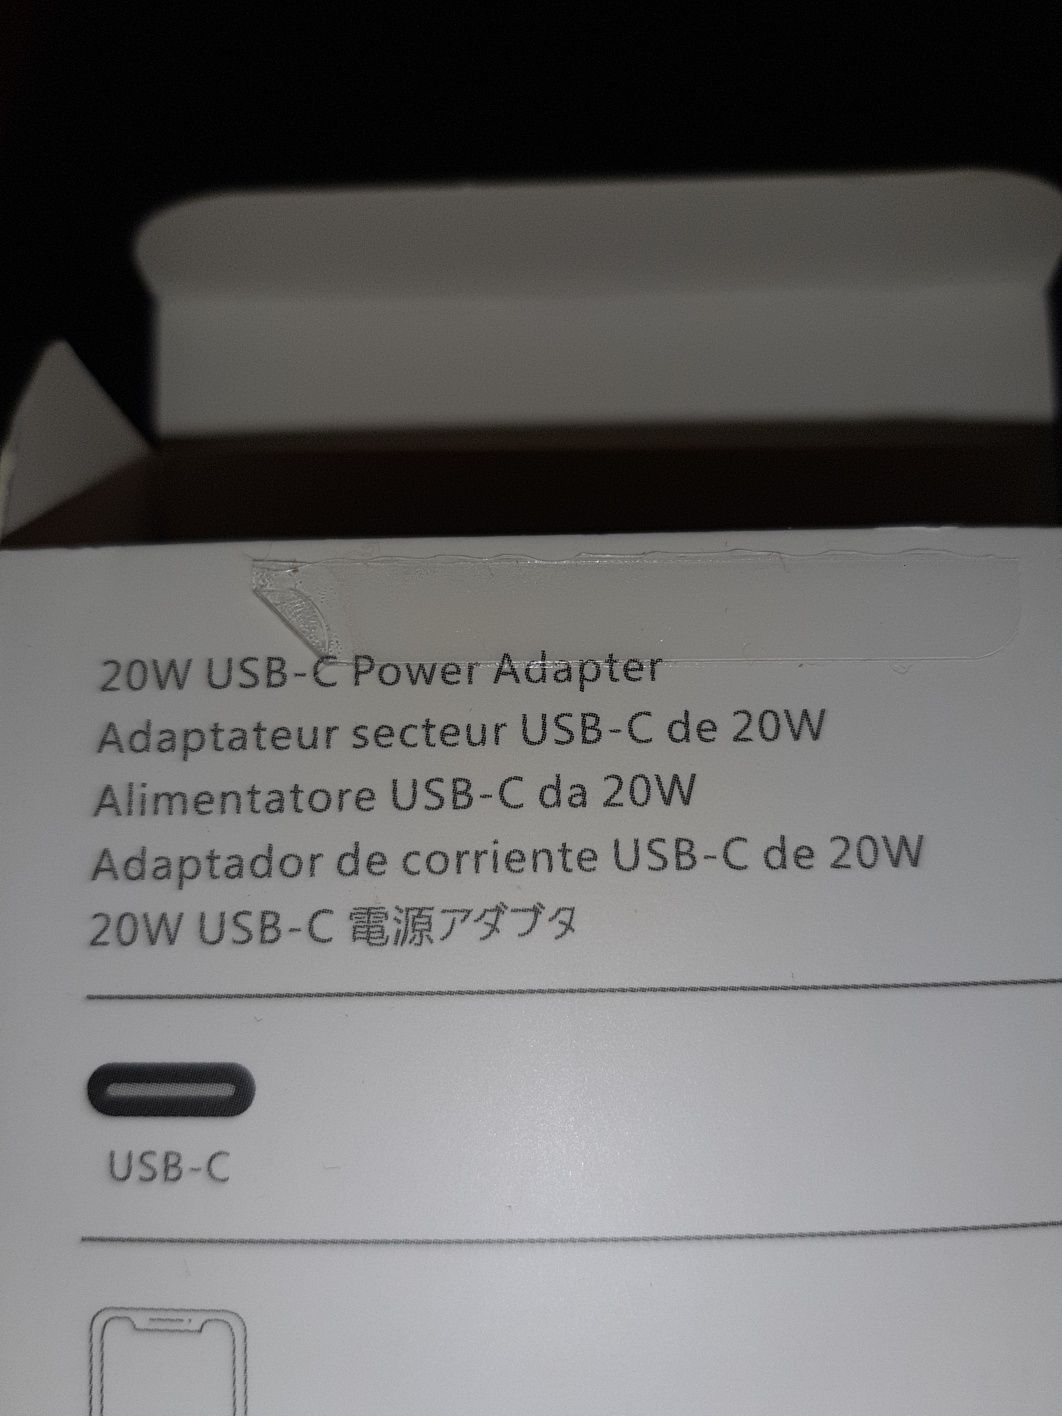 20W USB-C Power Adapter
Adaptateur secteur USB-C de 20W
Alimentatore USB-C da 20W
Adaptador de corriente USB-C de 20W
20W USB-C 電源アダブタ
USB-C